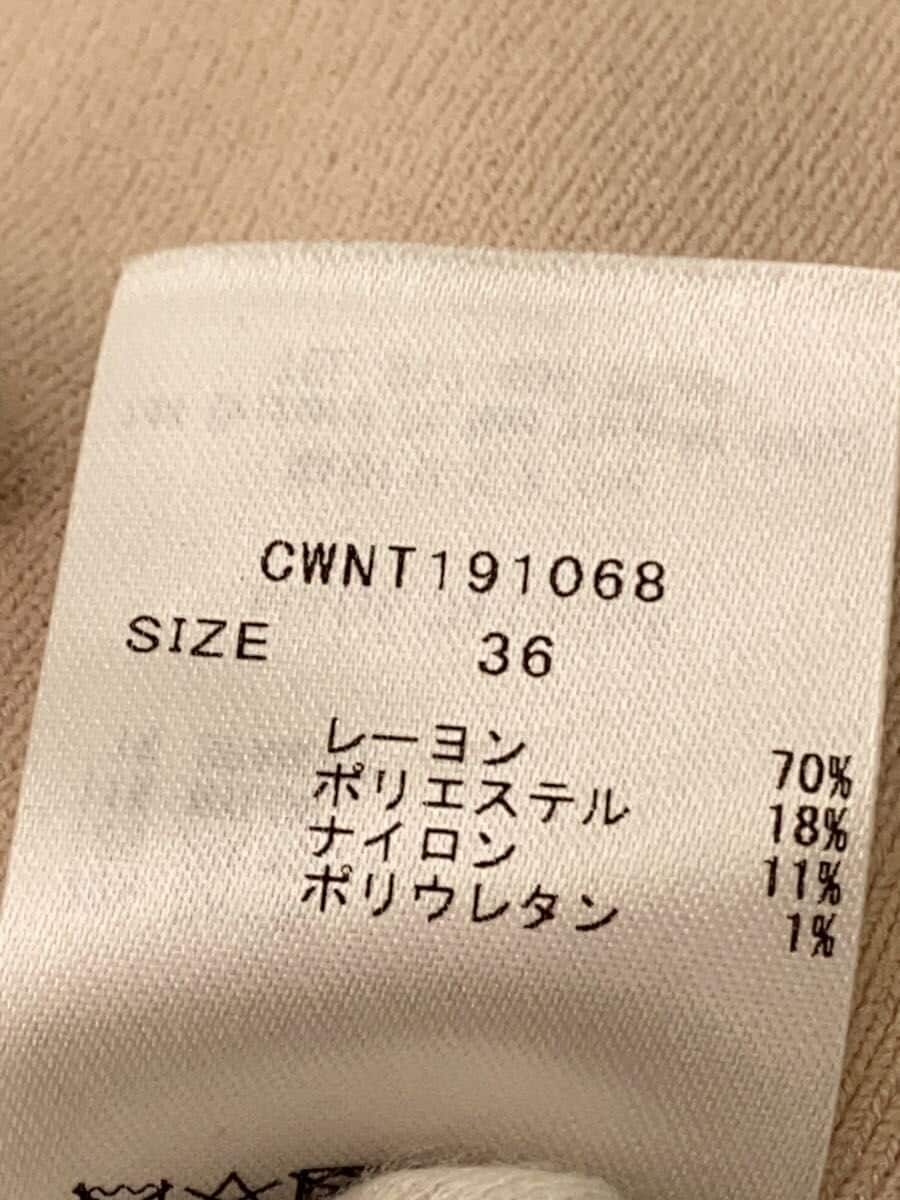 CWNT191068
SIZE 36
レーヨン 70%
ポリエステル 18%
ナイロン 11%
ポリウレタン 1%